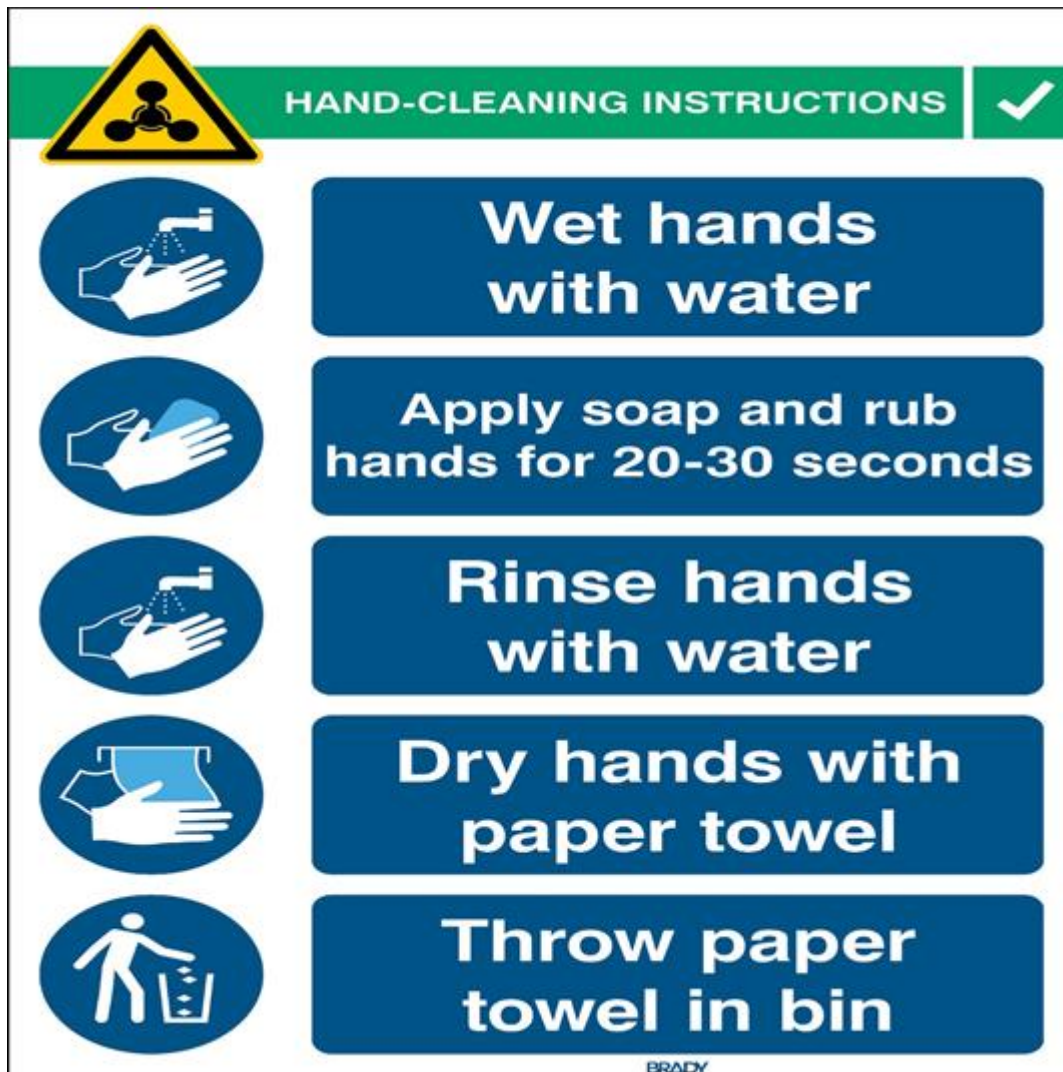 HAND-CLEANING INSTRUCTIONS
Wet hands
with water
Apply soap and rub
hands for 20-30 seconds
Rinse hands
with water
Dry hands with
paper towel
Throw paper
towel in bin
BRADY